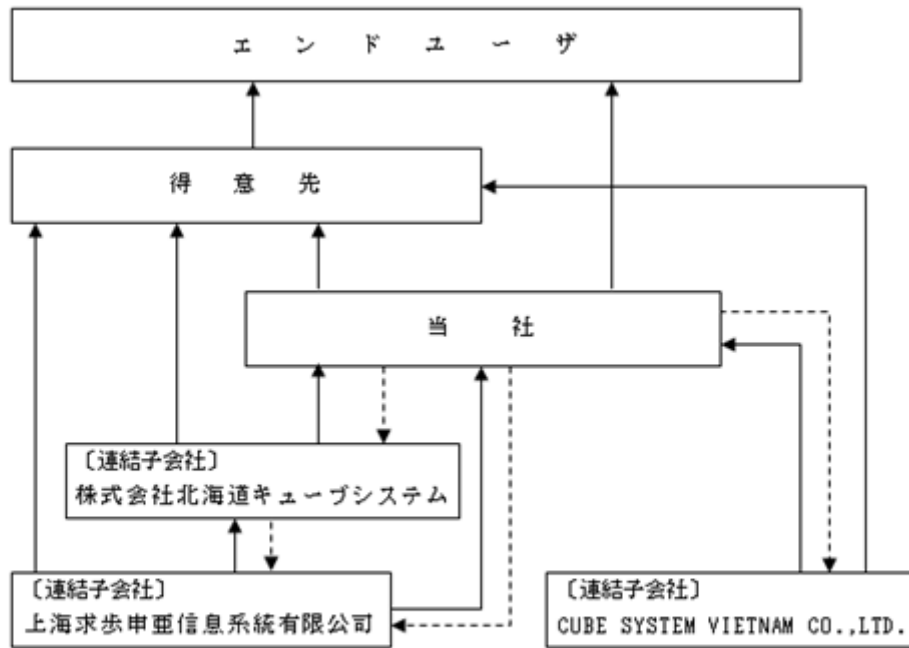 エンドユーザ
得意先
当社
〔連結子会社〕
株式会社北海道キューブシステム
〔連結子会社〕
上海求歩申亜信息系統有限公司
〔連結子会社〕
CUBE SYSTEM VIETNAM CO.,LTD.